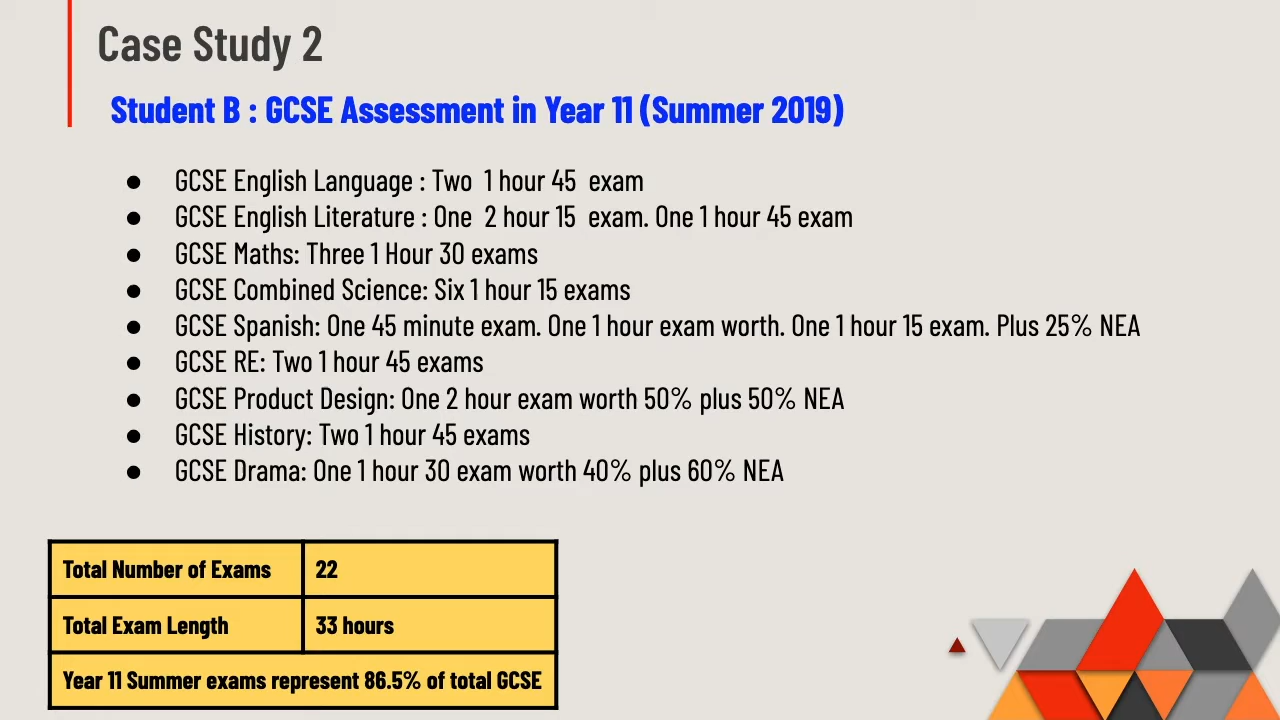 Case Study 2
Student B : GCSE Assessment in Year 11 (Summer 2019)
● GCSE English Language : Two 1 hour 45 exam
● GCSE English Literature : One 2 hour 15 exam. One 1 hour 45 exam
● GCSE Maths: Three 1 Hour 30 exams
● GCSE Combined Science: Six 1 hour 15 exams
● GCSE Spanish: One 45 minute exam. One 1 hour exam worth. One 1 hour 15 exam. Plus 25% NEA
● GCSE RE: Two 1 hour 45 exams
● GCSE Product Design: One 2 hour exam worth 50% plus 50% NEA
● GCSE History: Two 1 hour 45 exams
● GCSE Drama: One 1 hour 30 exam worth 40% plus 60% NEA
Total Number of Exams 22
Total Exam Length 33 hours
Year 11 Summer exams represent 86.5% of total GCSE